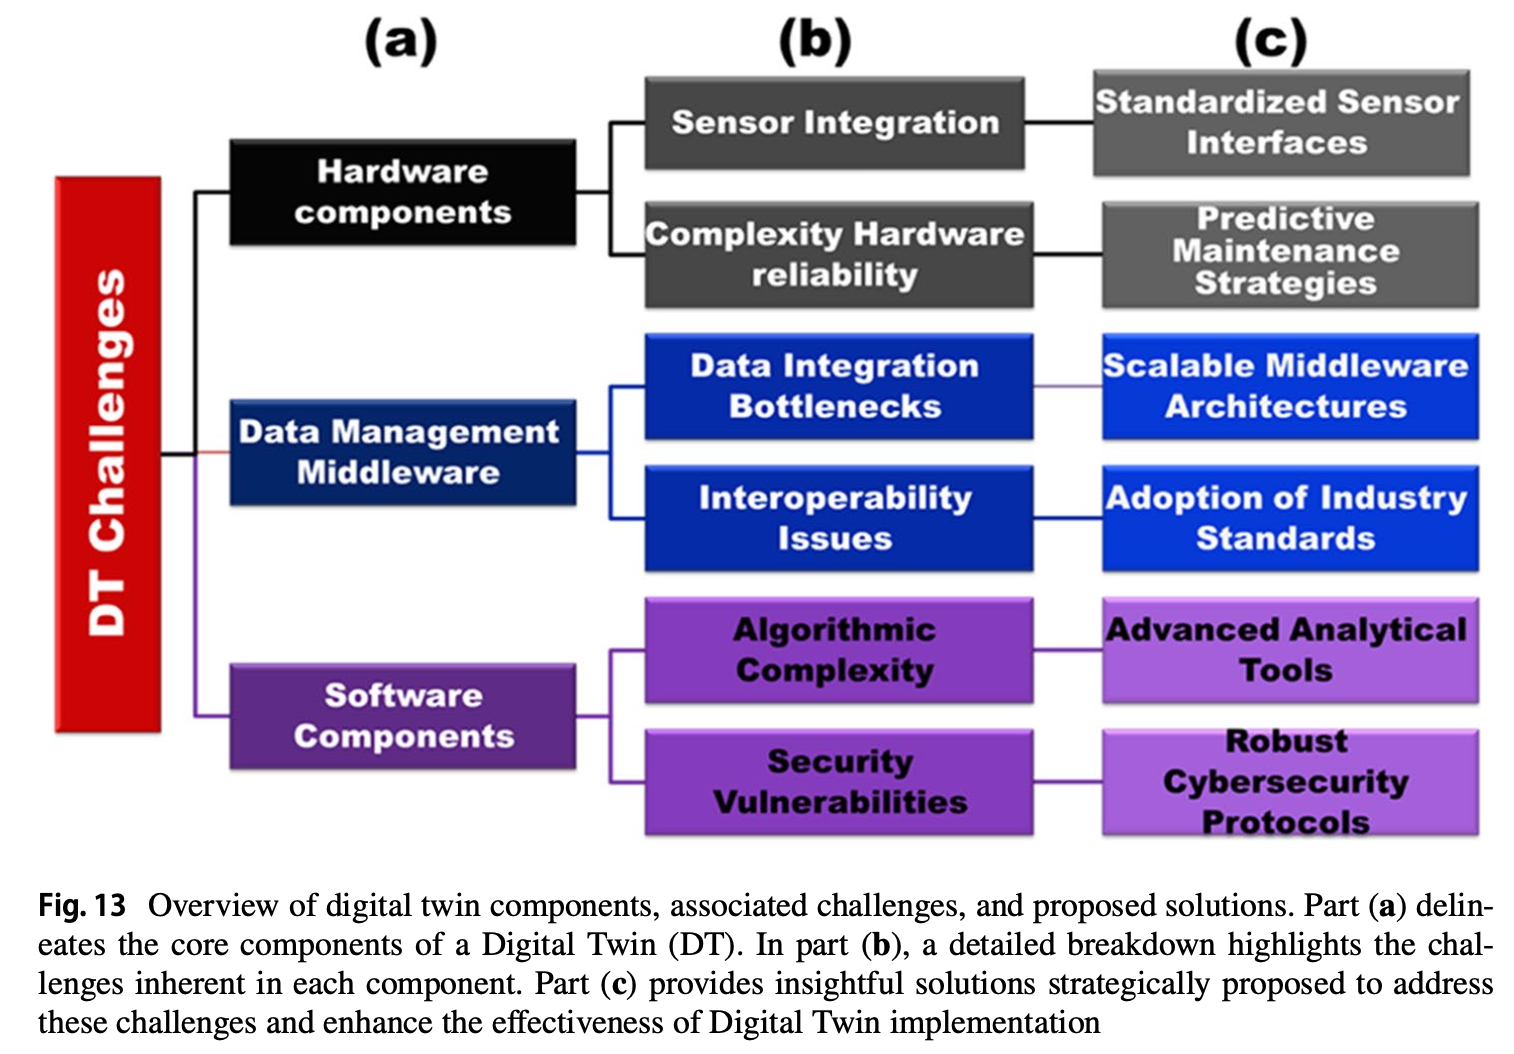 (a)
(b)
(c)
DT Challenges
Hardware
components
Sensor Integration
Standardized Sensor
Interfaces
Complexity Hardware
reliability
Predictive
Maintenance
Strategies
Data Management
Middleware
Data Integration
Bottlenecks
Scalable Middleware
Architectures
Interoperability
Issues
Adoption of Industry
Standards
Software
Components
Algorithmic
Complexity
Advanced Analytical
Tools
Security
Vulnerabilities
Robust
Cybersecurity
Protocols
Fig. 13 Overview of digital twin components, associated challenges, and proposed solutions. Part (a) delin-
eates the core components of a Digital Twin (DT). In part (b), a detailed breakdown highlights the chal-
lenges inherent in each component. Part (c) provides insightful solutions strategically proposed to address
these challenges and enhance the effectiveness of Digital Twin implementation